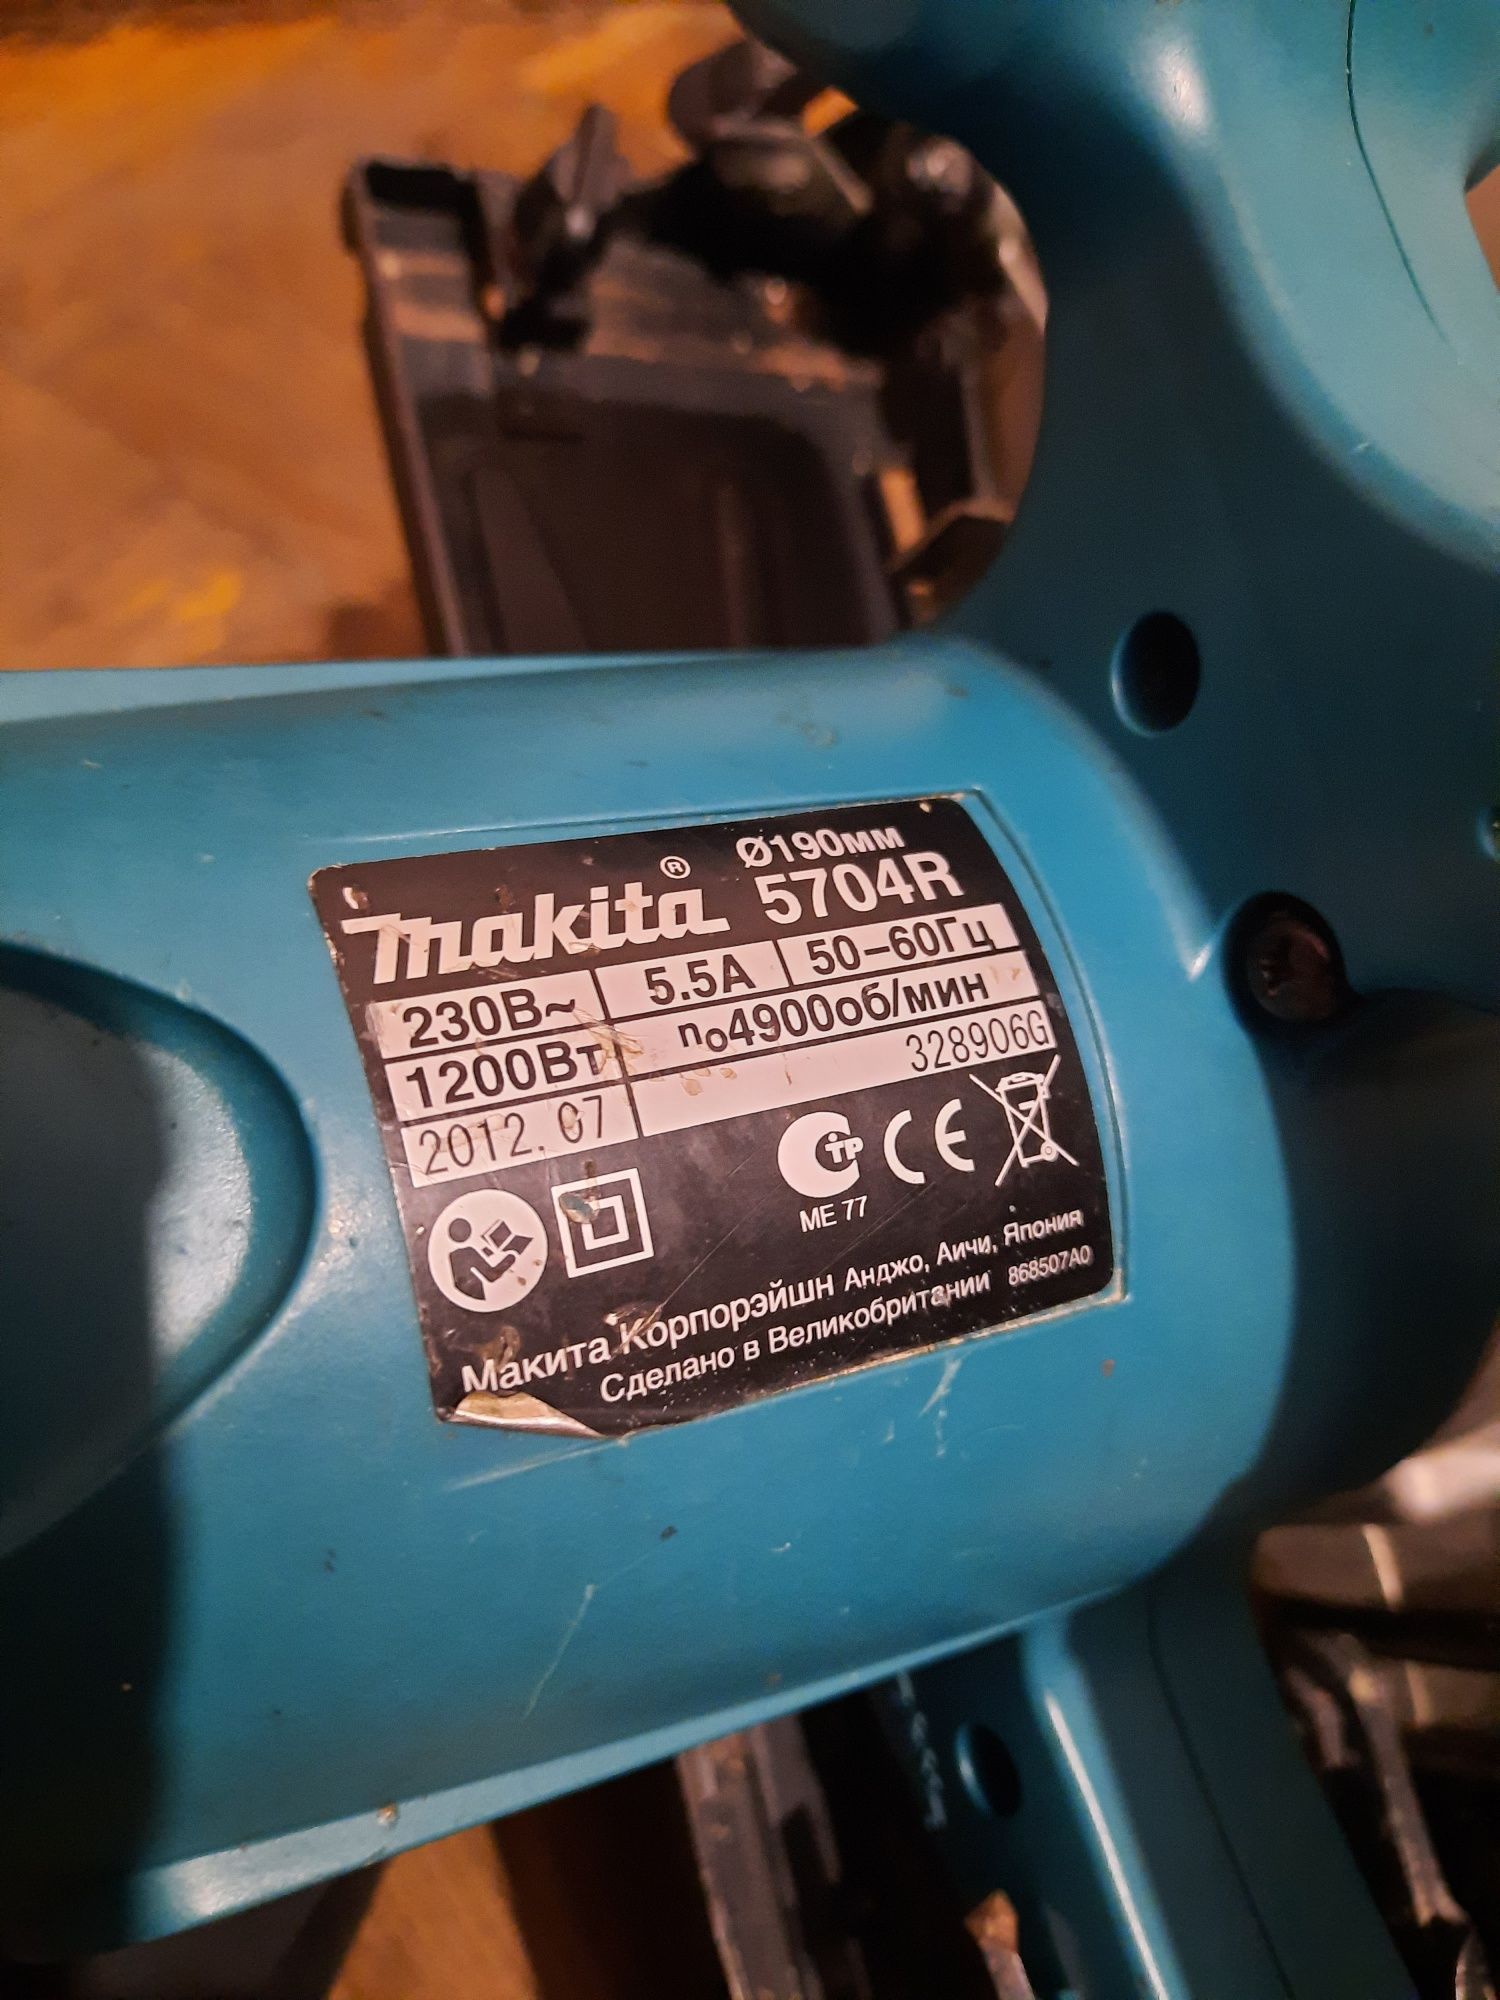 Ø190мм
makita® 5704R
230В~ 5.5А 50–60Гц
1200Вт n₀4900об/мин
2012. 07 328906G
ME 77
Макита Корпорэйшн Анджо, Аичи, Япония
Сделано в Великобритании 868507A0